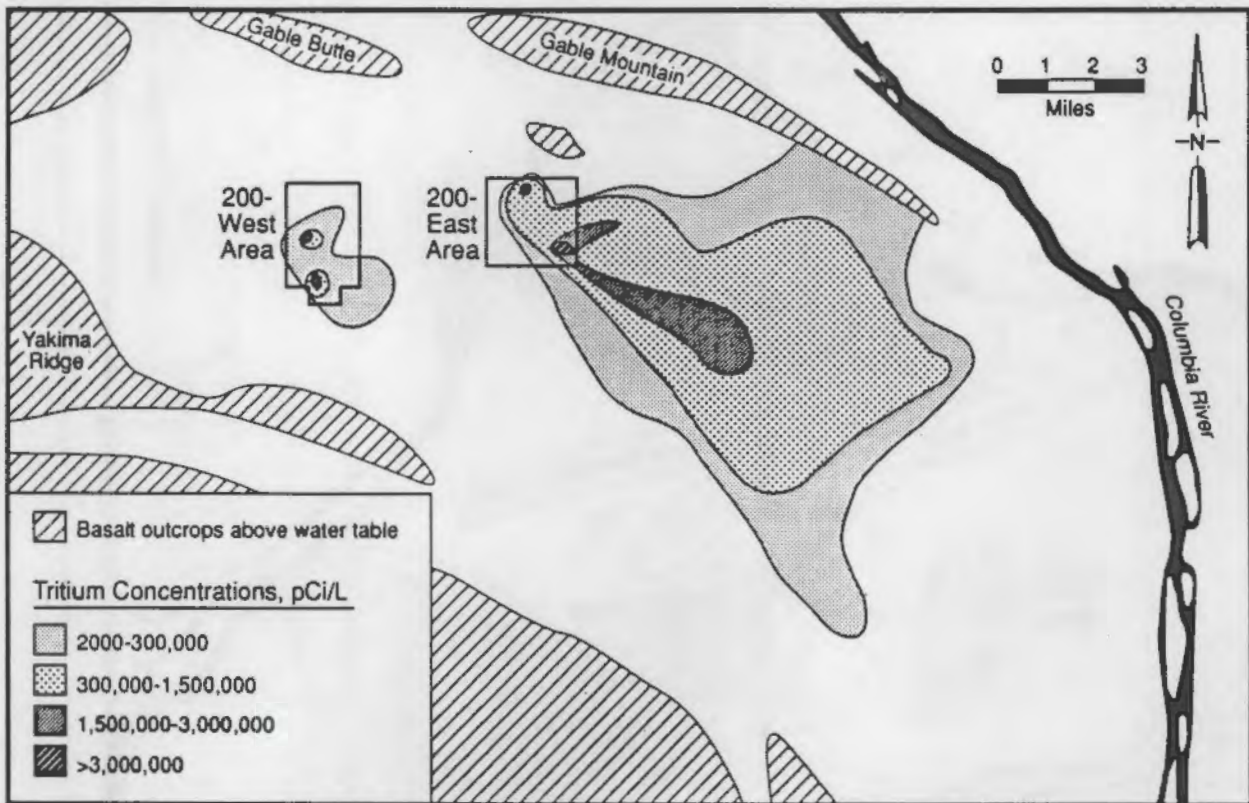 Gable Butte
Gable Mountain
0 1 2 3
Miles
N
200-
West
Area
200-
East
Area
Columbia River
Yakima
Ridge
Basalt outcrops above water table
Tritium Concentrations, pCi/L
2000-300,000
300,000-1,500,000
1,500,000-3,000,000
>3,000,000